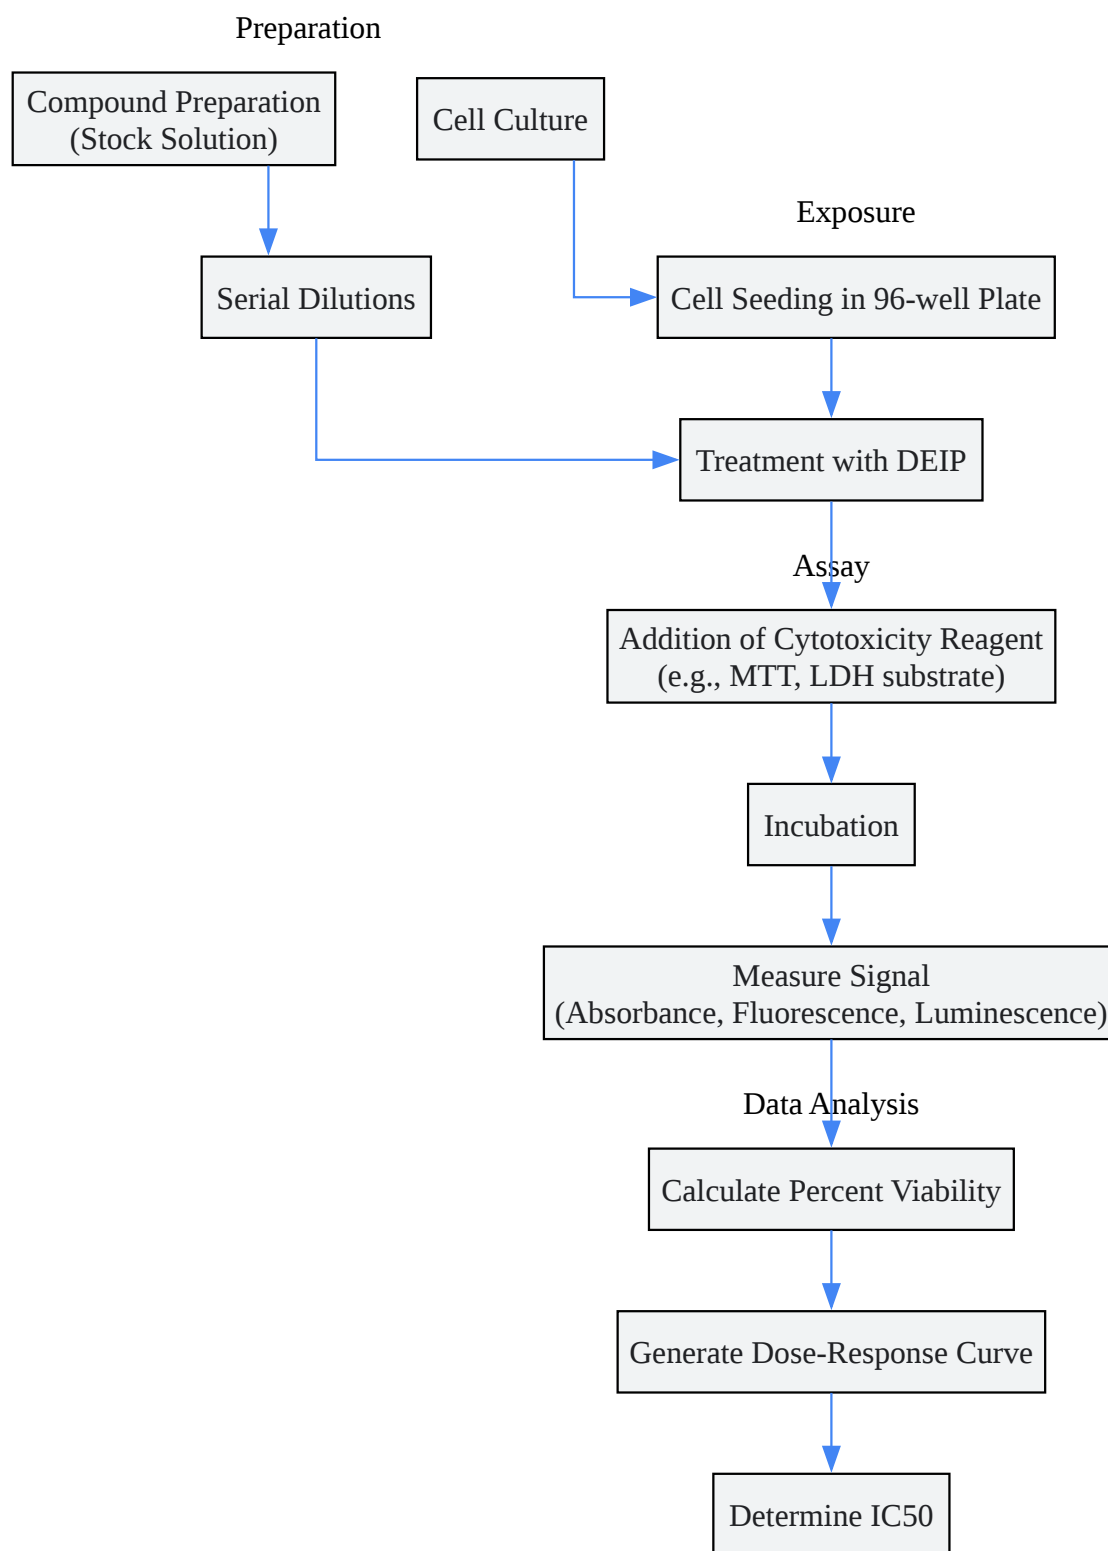 Preparation
Compound Preparation
(Stock Solution)
Cell Culture
Exposure
Serial Dilutions
Cell Seeding in 96-well Plate
Treatment with DEIP
Assay
Addition of Cytotoxicity Reagent
(e.g., MTT, LDH substrate)
Incubation
Measure Signal
(Absorbance, Fluorescence, Luminescence)
Data Analysis
Calculate Percent Viability
Generate Dose-Response Curve
Determine IC50